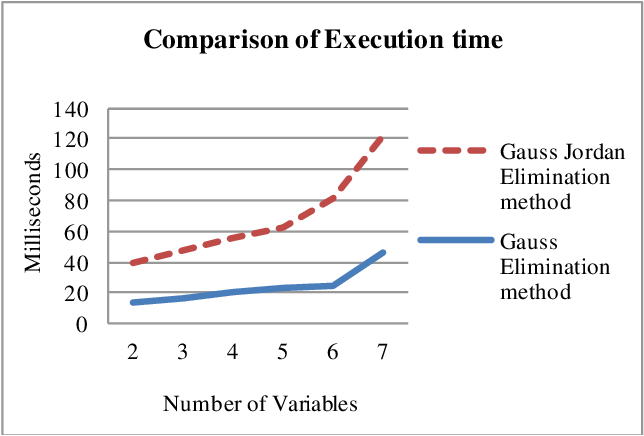 Comparison of Execution time
140
120
100
80
60
40
20
0
Milliseconds
2 3 4 5 6 7
Number of Variables
Gauss Jordan
Elimination
method
Gauss
Elimination
method